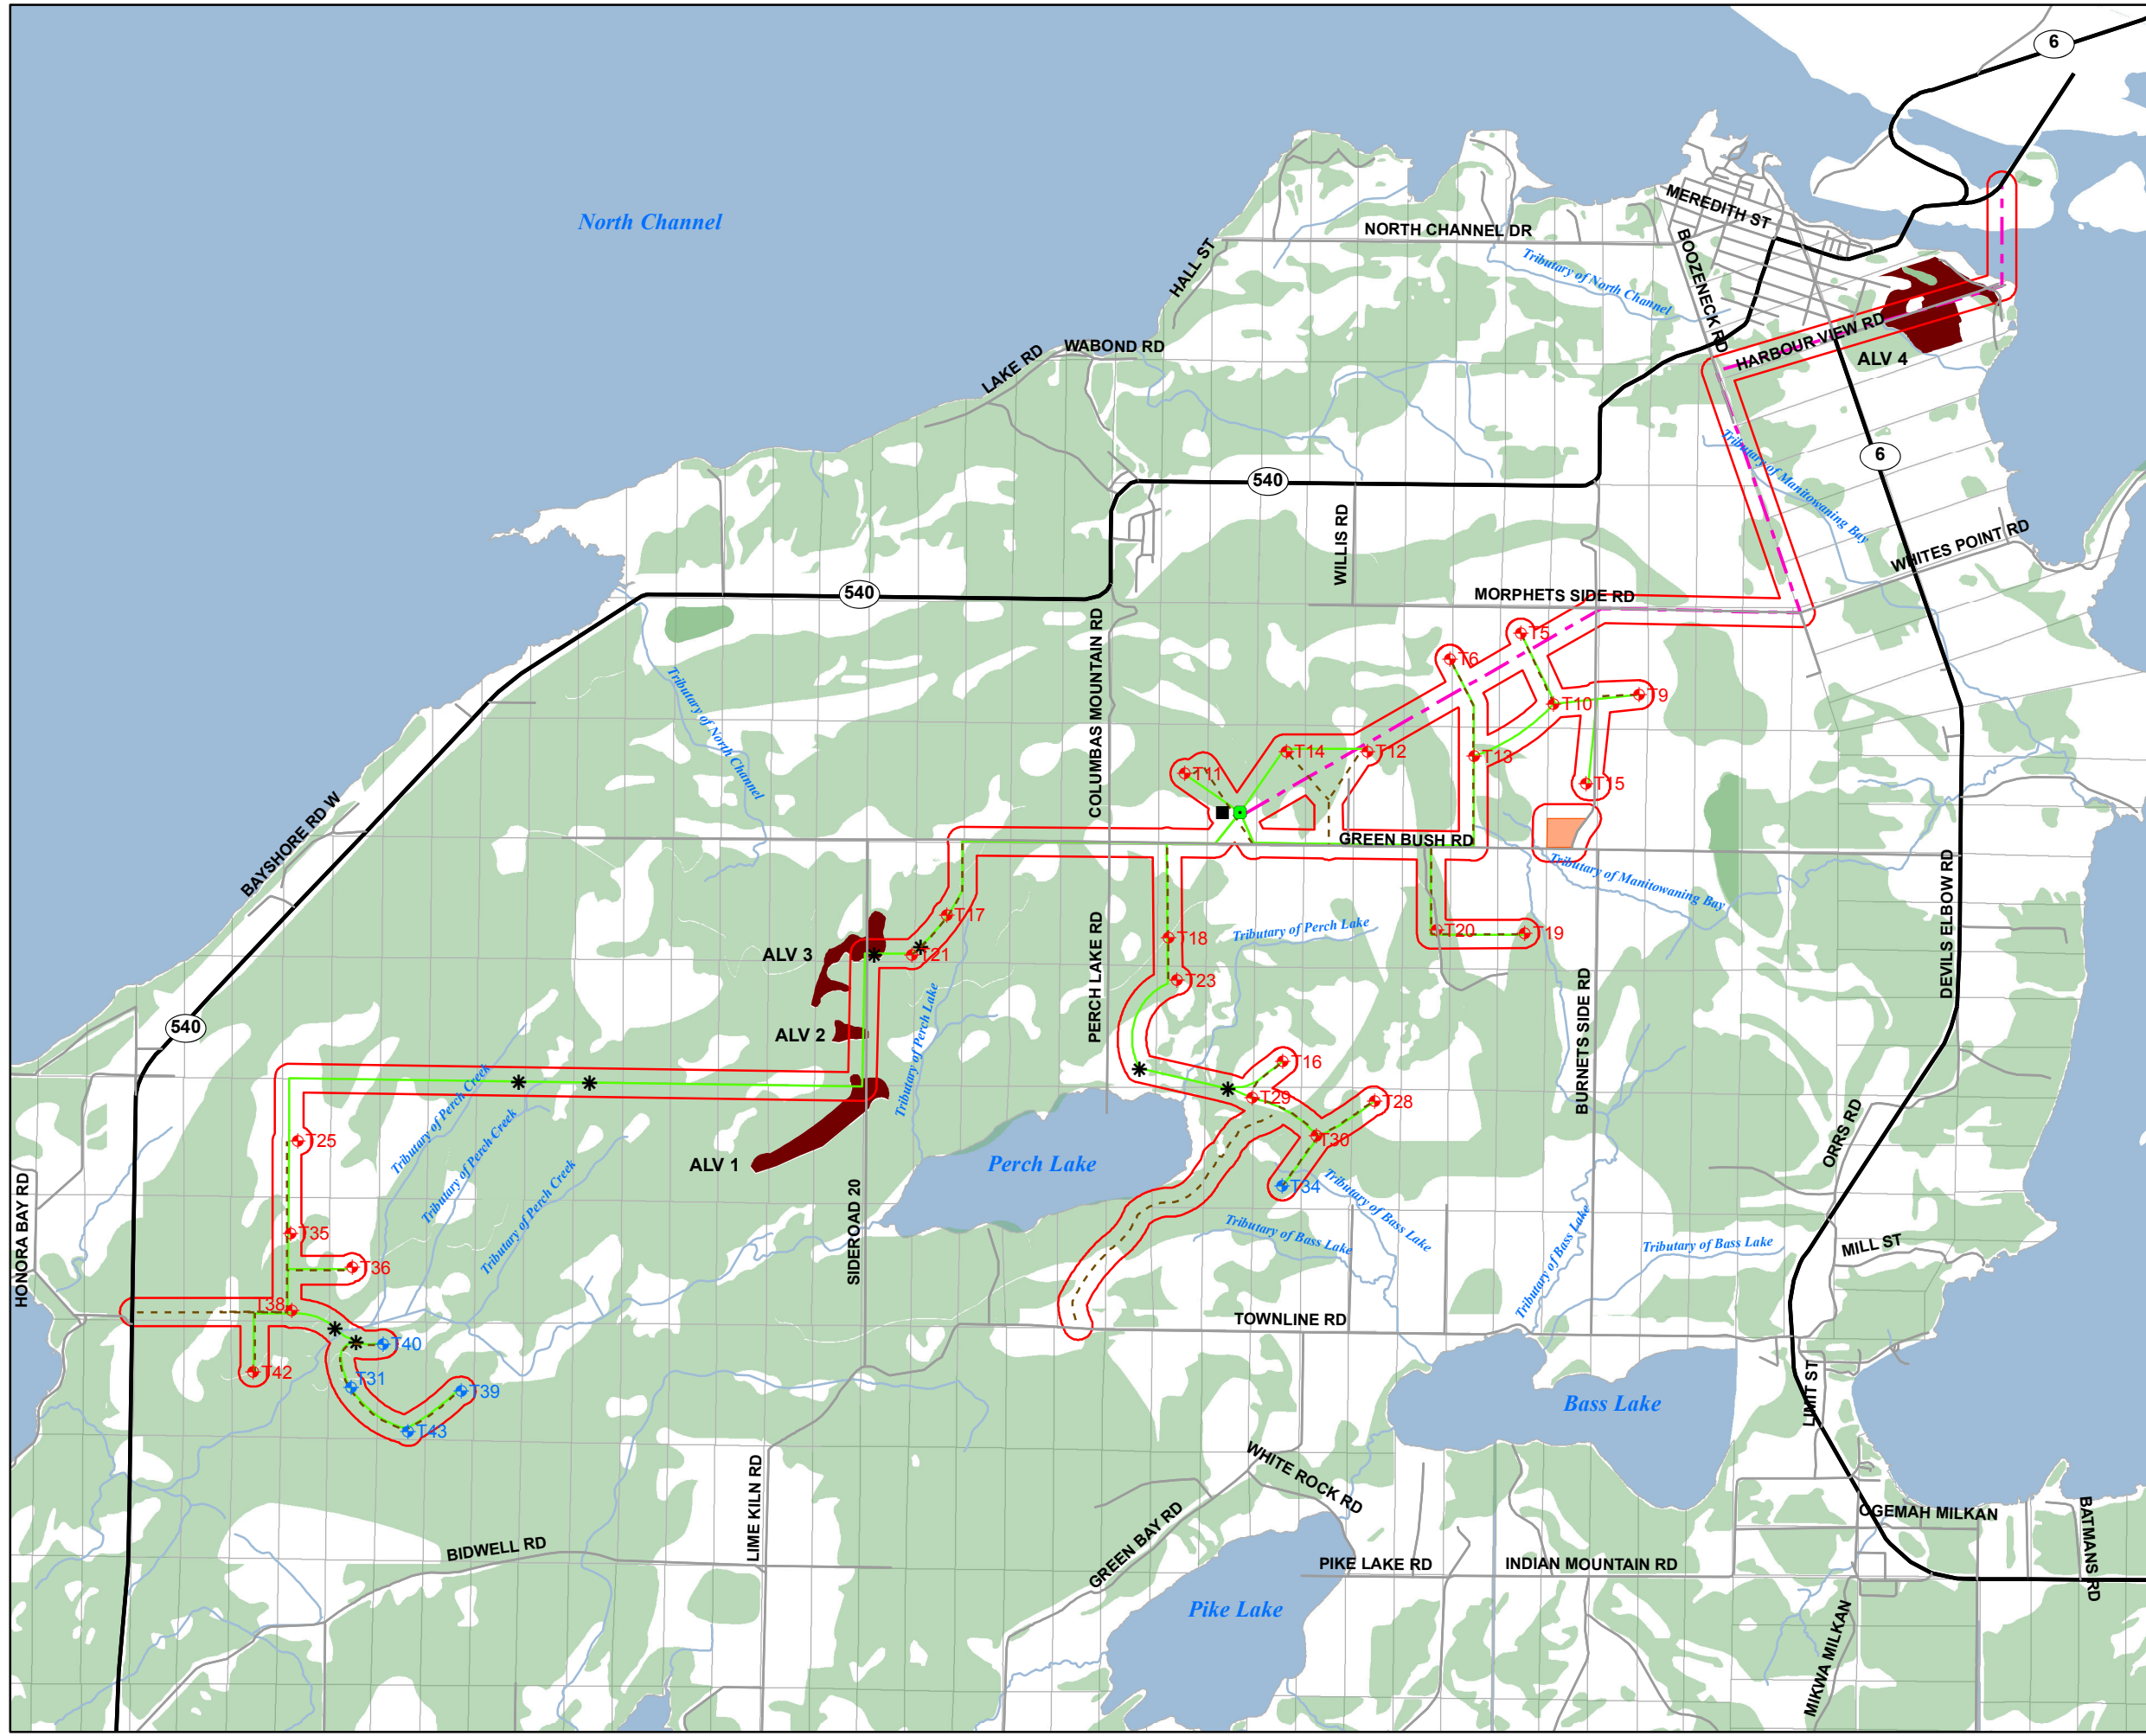 6
MEREDITH ST
North Channel
NORTH CHANNEL DR
HALL ST
BOOZENECK RD
Tributary of North Channel
WABOND RD
LAKE RD
HARBOUR VIEW RD
ALV 4
Tributary of Manitowaning Bay
6
540
WILLIS RD
WHITES POINT RD
540
MORPHETS SIDE RD
COLUMBAS MOUNTAIN RD
T5
T6
Tributary of North Channel
T9
T10
T14
T12
T13
T11
T15
BAYSHORE RD W
GREEN BUSH RD
Tributary of Manitowaning Bay
DEVILS ELBOW RD
T17
Tributary of Perch Lake
T20
T19
T18
ALV 3
T21
PERCH LAKE RD
T23
BURNETS SIDE RD
540
ALV 2
Tributary of Perch Lake
T16
Tributary of Perch Creek
T29
T28
Tributary of Perch Creek
T25
T30
ORRS RD
ALV 1
Perch Lake
Tributary of Perch Creek
T34
Tributary of Bass Lake
HONORA BAY RD
SIDEROAD 20
T35
Tributary of Bass Lake
Tributary of Bass Lake
Tributary of Bass Lake
MILL ST
T36
T38
TOWNLINE RD
T40
T42
T31
T39
LIMIT ST
Bass Lake
T43
WHITE ROCK RD
LIME KILN RD
GREEN BAY RD
OGEMAH MILKAN
BATMANS RD
BIDWELL RD
PIKE LAKE RD
INDIAN MOUNTAIN RD
Pike Lake
MIKWA MILKAN